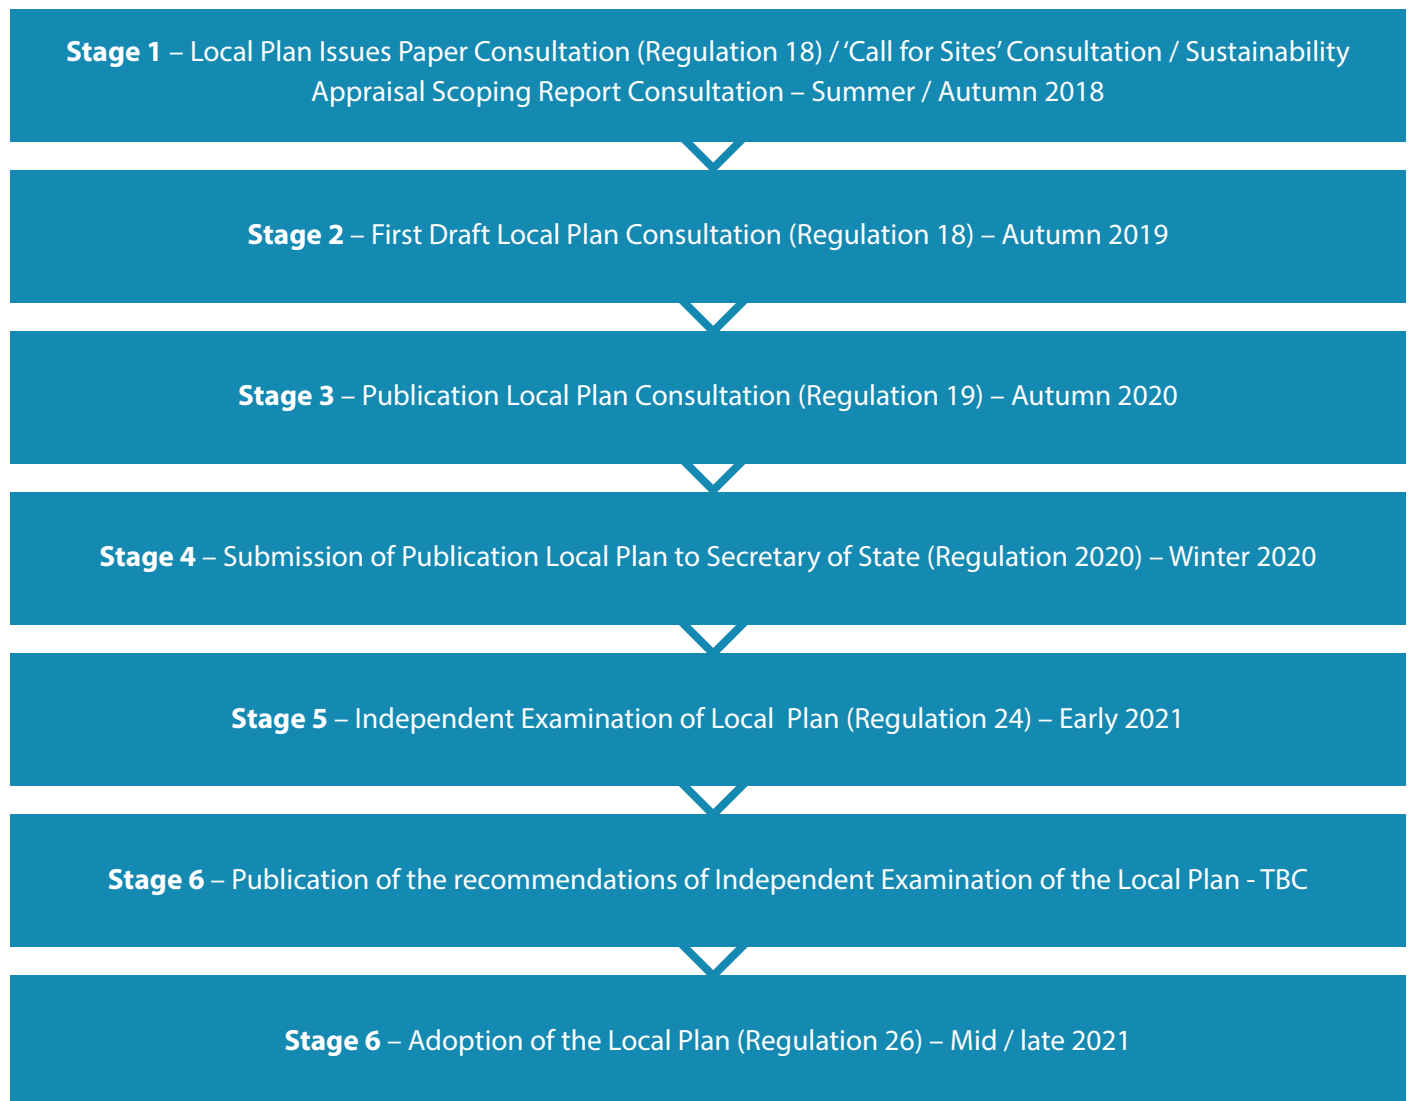 Stage 1 – Local Plan Issues Paper Consultation (Regulation 18) / ‘Call for Sites’ Consultation / Sustainability
Appraisal Scoping Report Consultation – Summer / Autumn 2018
Stage 2 – First Draft Local Plan Consultation (Regulation 18) – Autumn 2019
Stage 3 – Publication Local Plan Consultation (Regulation 19) – Autumn 2020
Stage 4 – Submission of Publication Local Plan to Secretary of State (Regulation 2020) – Winter 2020
Stage 5 – Independent Examination of Local  Plan (Regulation 24) – Early 2021
Stage 6 – Publication of the recommendations of Independent Examination of the Local Plan - TBC
Stage 6 – Adoption of the Local Plan (Regulation 26) – Mid / late 2021